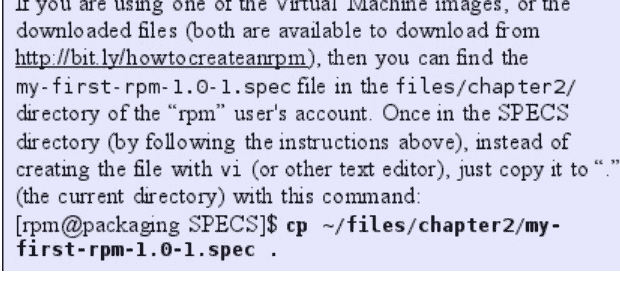 If you are using one of the Virtual Machine images, or the
downloaded files (both are available to download from
http://bit.ly/howtocreateanrpm), then you can find the
my-first-rpm-1.0-1.spec file in the files/chapter2/
directory of the “rpm” user's account. Once in the SPECS
directory (by following the instructions above), instead of
creating the file with vi (or other text editor), just copy it to “.”
(the current directory) with this command:
[rpm@packaging SPECS]$ cp ~/files/chapter2/my-
first-rpm-1.0-1.spec .